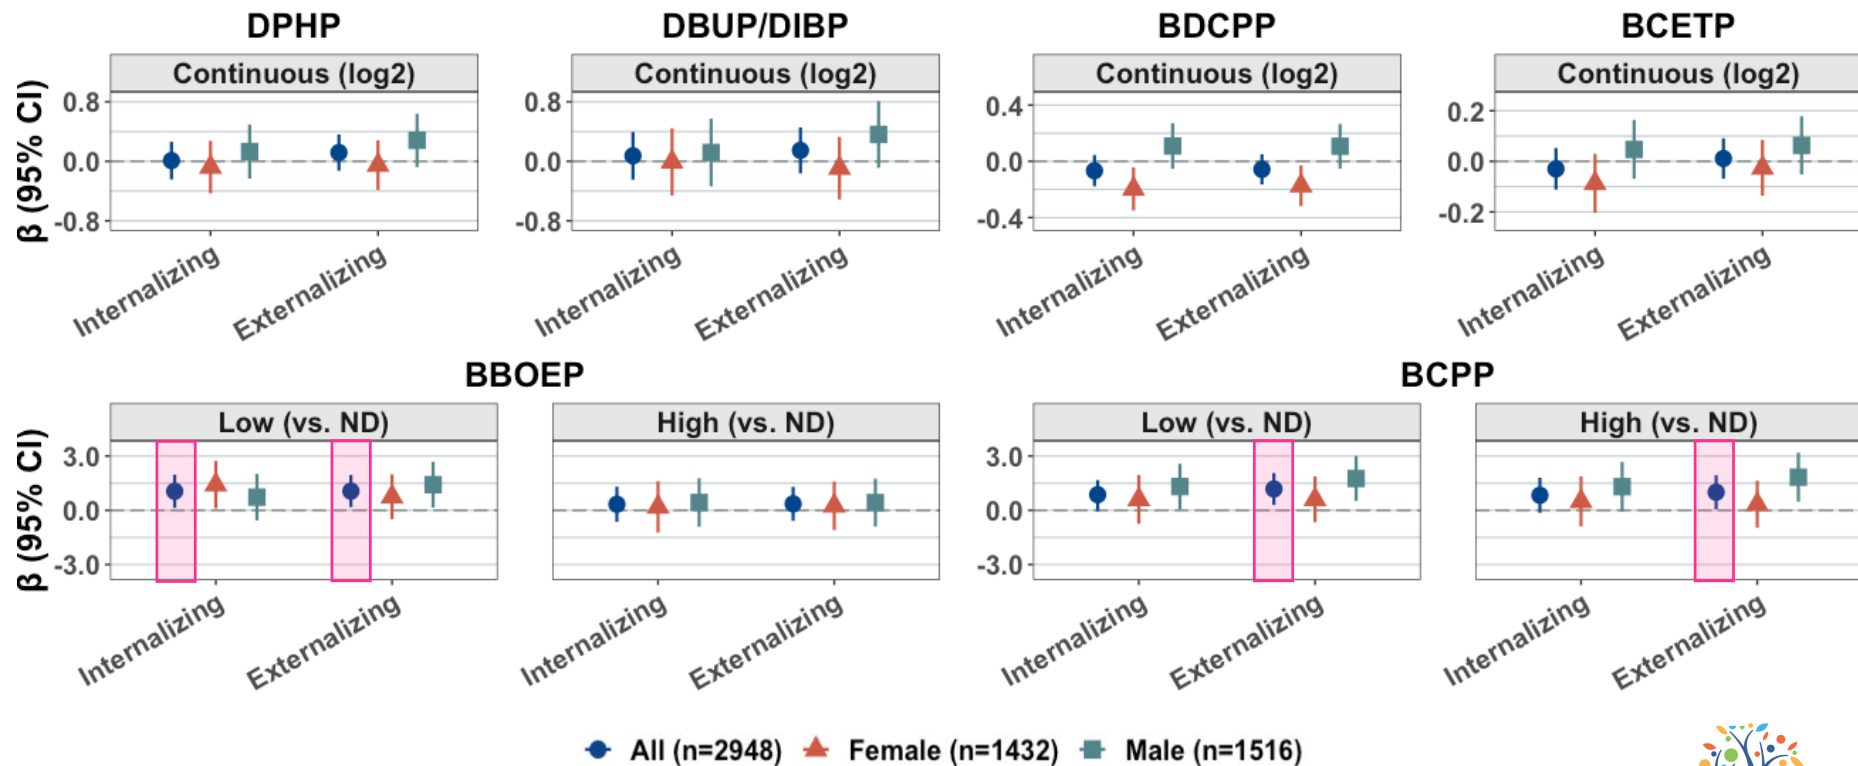 DPHP
DBUP/DIBP
BDCPP
BCETP
Continuous (log2)
Continuous (log2)
Continuous (log2)
Continuous (log2)
β (95% CI)
0.8
0.0
-0.8
0.8
0.0
-0.8
0.4
0.0
-0.4
0.2
0.0
-0.2
Internalizing
Externalizing
Internalizing
Externalizing
Internalizing
Externalizing
Internalizing
Externalizing
BBOEP
BCPP
Low (vs. ND)
High (vs. ND)
Low (vs. ND)
High (vs. ND)
β (95% CI)
3.0
0.0
-3.0
3.0
0.0
-3.0
Internalizing
Externalizing
Internalizing
Externalizing
Internalizing
Externalizing
Internalizing
Externalizing
All (n=2948) Female (n=1432) Male (n=1516)